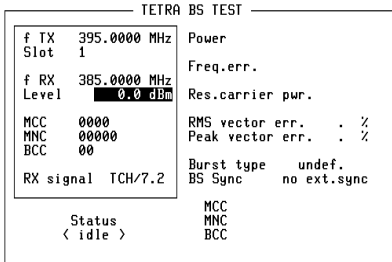 TETRA BS TEST
f TX 395.0000 MHz
Slot 1
f RX 385.0000 MHz
Level 0.0 dBm
MCC 0000
MNC 00000
BCC 00
RX signal TCH/7.2
Status
< idle >
Power
Freq.err.
Res.carrier pwr.
RMS vector err. . %
Peak vector err. . %
Burst type undef.
BS Sync no ext.sync
MCC
MNC
BCC